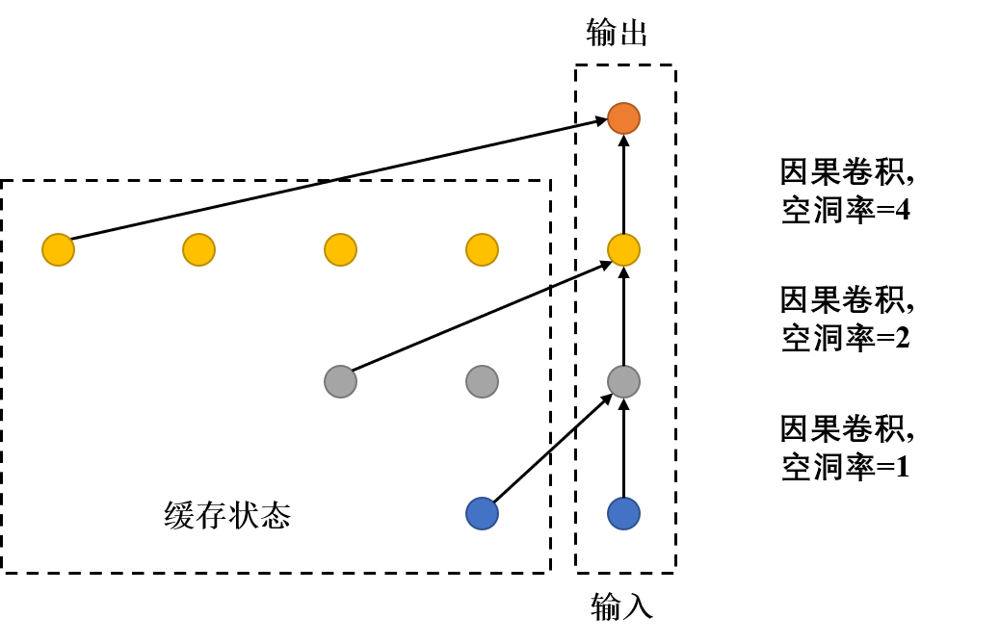 输出
因果卷积,
空洞率=4
因果卷积,
空洞率=2
因果卷积,
空洞率=1
缓存状态
输入